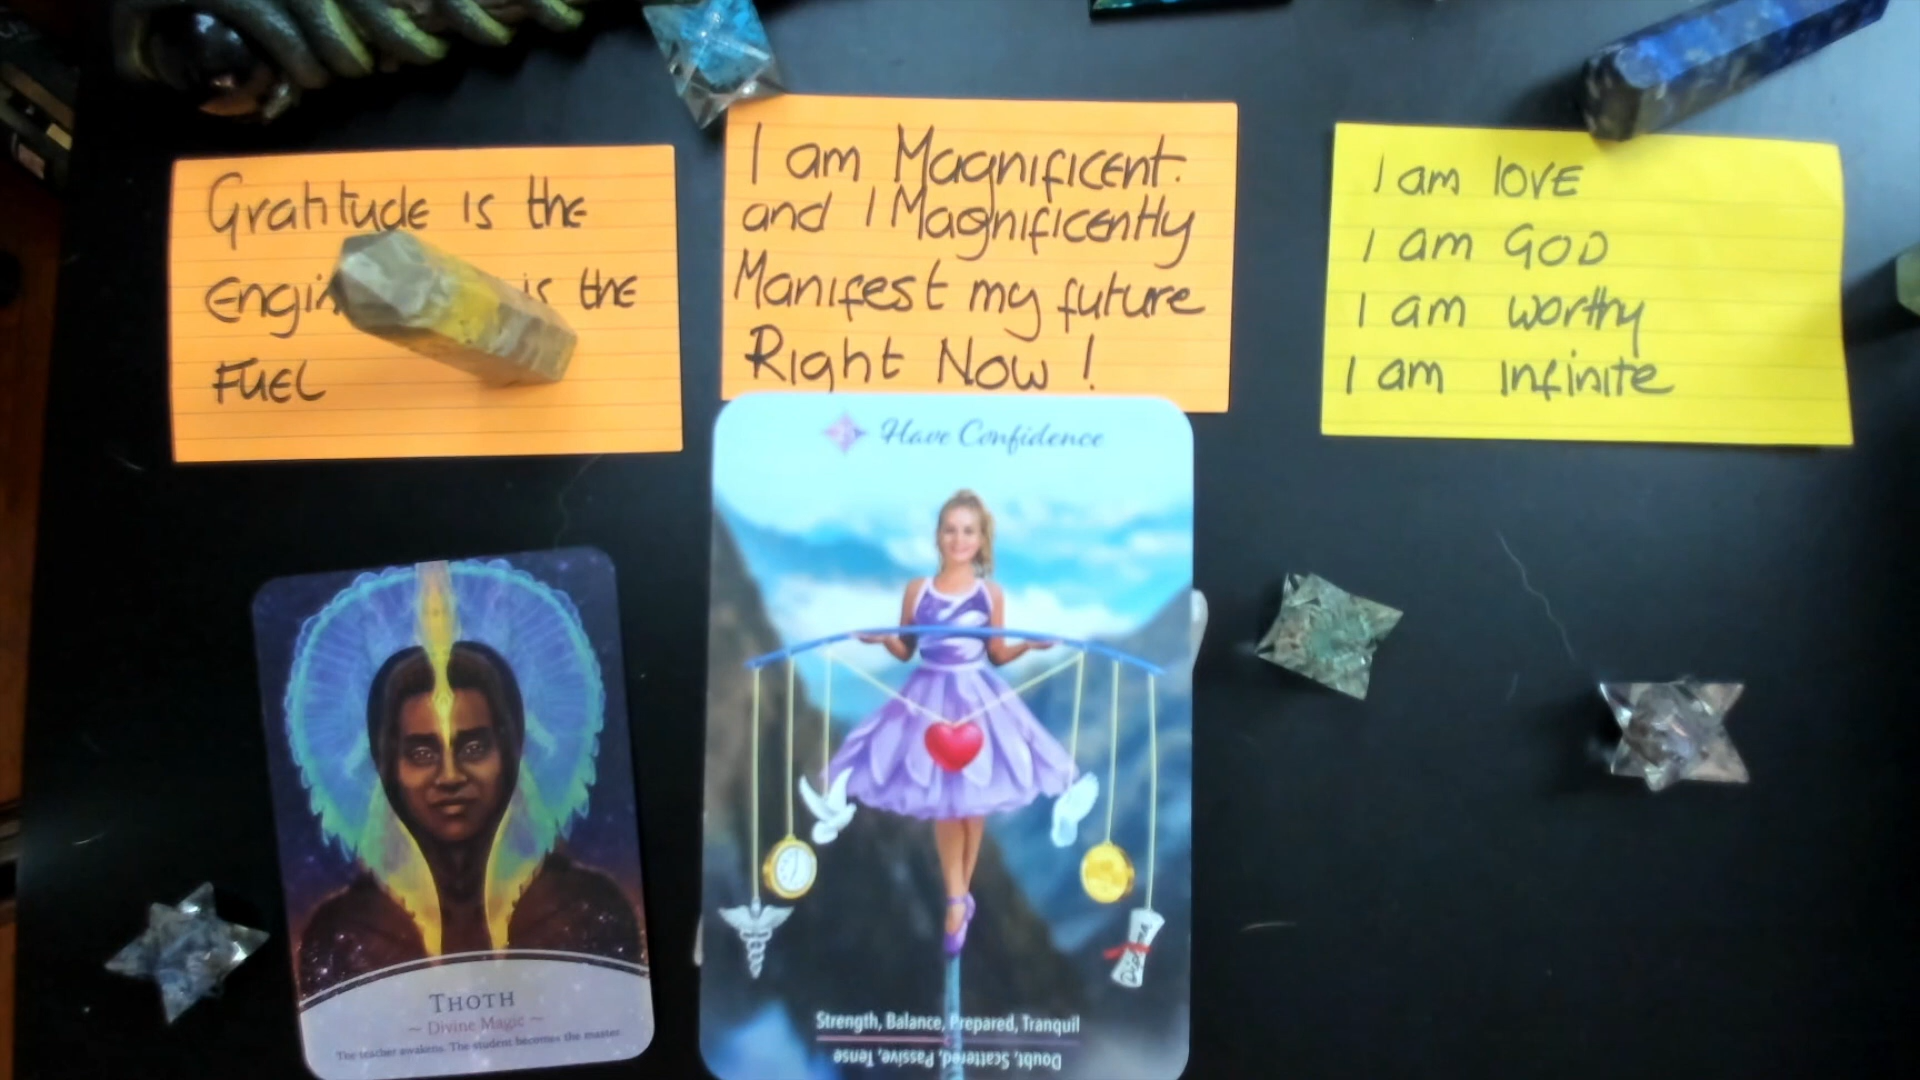 Gratitude is the
is the
FUEL
I am Magnificent.
and I Magnificently
Manifest my future
Right Now !
I am love
I am GOD
I am worthy
I am Infinite
Have Confidence
Strength, Balance, Prepared, Tranquil
Doubt, Scattered, Passive, Tense
Diploma
THOTH
~ Divine Magic ~
The teacher awakens. The student becomes the master.